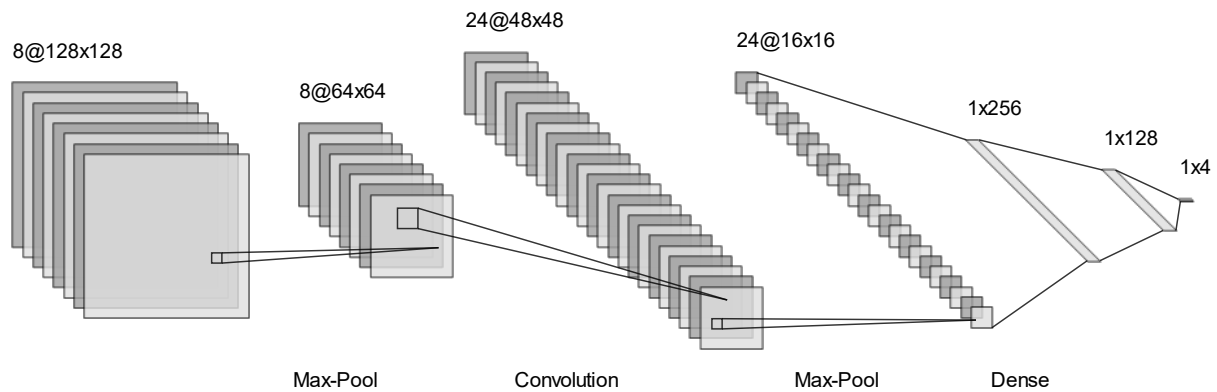 8@128x128
8@64x64
24@48x48
24@16x16
1x256
1x128
1x4
Max-Pool
Convolution
Max-Pool
Dense